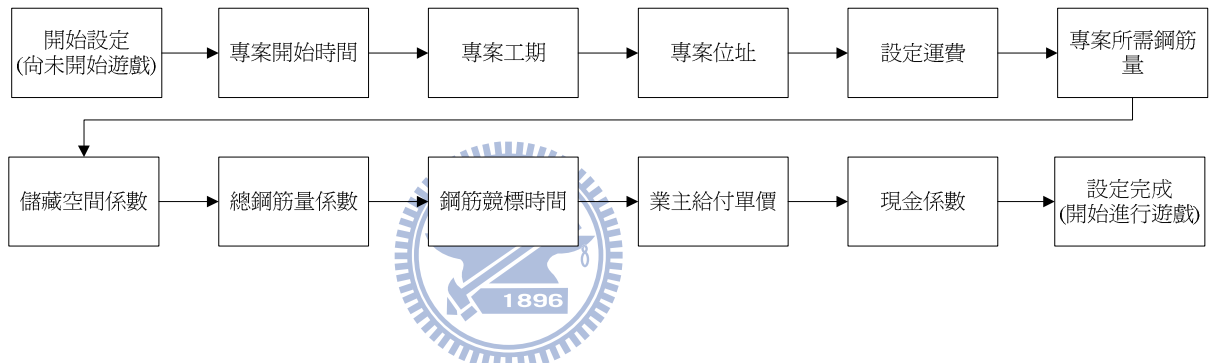 開始設定
(尚未開始遊戲)
專案開始時間
專案工期
專案位址
設定運費
專案所需鋼筋
量
儲藏空間係數
總鋼筋量係數
鋼筋競標時間
業主給付單價
現金係數
設定完成
(開始進行遊戲)
1896